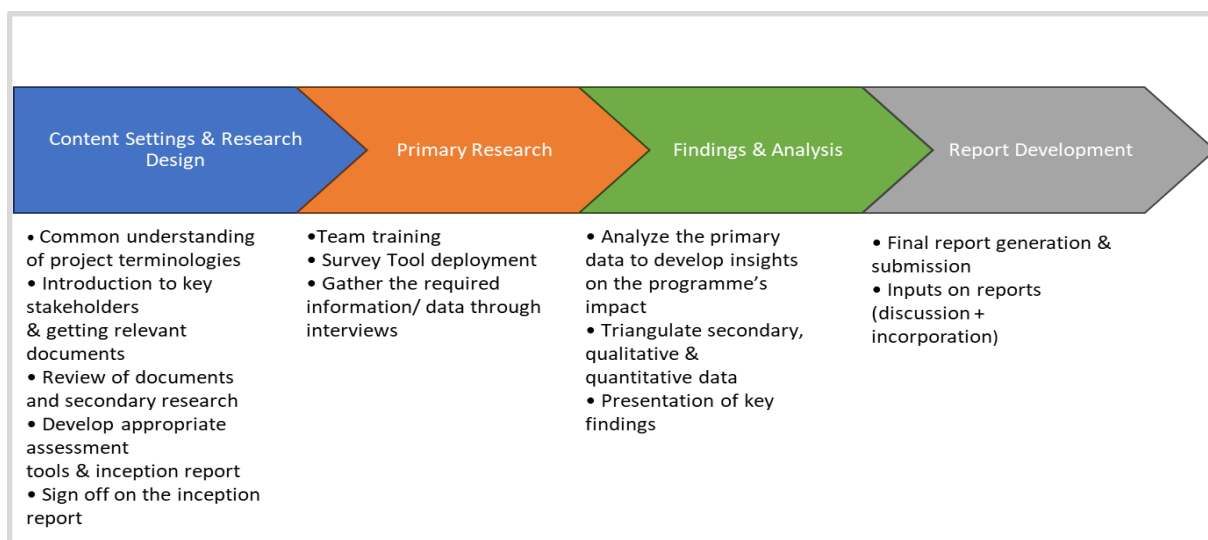 Content Settings & Research
Design
Primary Research
Findings & Analysis
Report Development
• Common understanding
of project terminologies
• Introduction to key
stakeholders
& getting relevant
documents
• Review of documents
and secondary research
• Develop appropriate
assessment
tools & inception report
• Sign off on the inception
report
•Team training
• Survey Tool deployment
• Gather the required
information/ data through
interviews
• Analyze the primary
data to develop insights
on the programme’s
impact
• Triangulate secondary,
qualitative &
quantitative data
• Presentation of key
findings
• Final report generation &
submission
• Inputs on reports
(discussion +
incorporation)